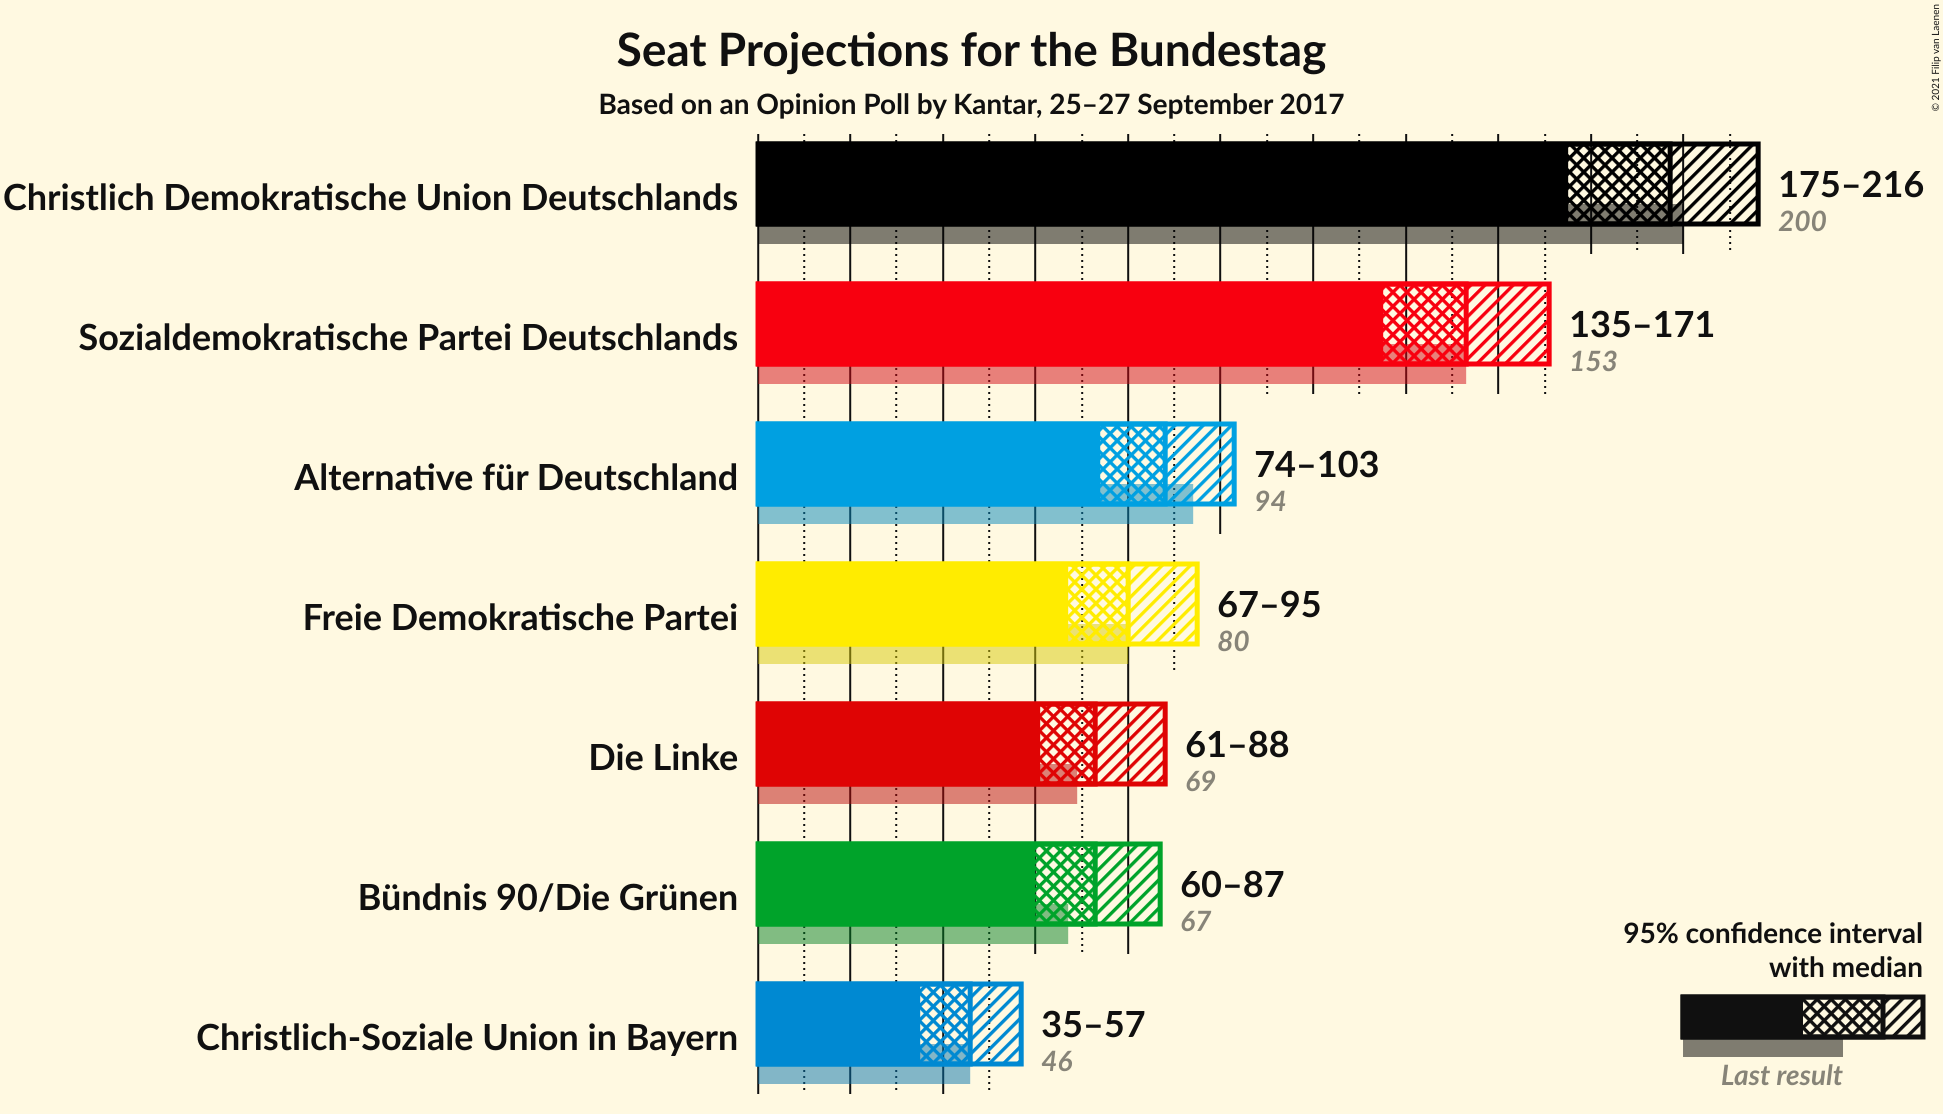 Seat Projections for the Bundestag
Based on an Opinion Poll by Kantar, 25–27 September 2017
© 2021 Filip van Laenen
Christlich Demokratische Union Deutschlands
175–216
200
Sozialdemokratische Partei Deutschlands
135–171
153
Alternative für Deutschland
74–103
94
Freie Demokratische Partei
67–95
80
Die Linke
61–88
69
Bündnis 90/Die Grünen
60–87
67
Christlich-Soziale Union in Bayern
35–57
46
95% confidence interval
with median
Last result